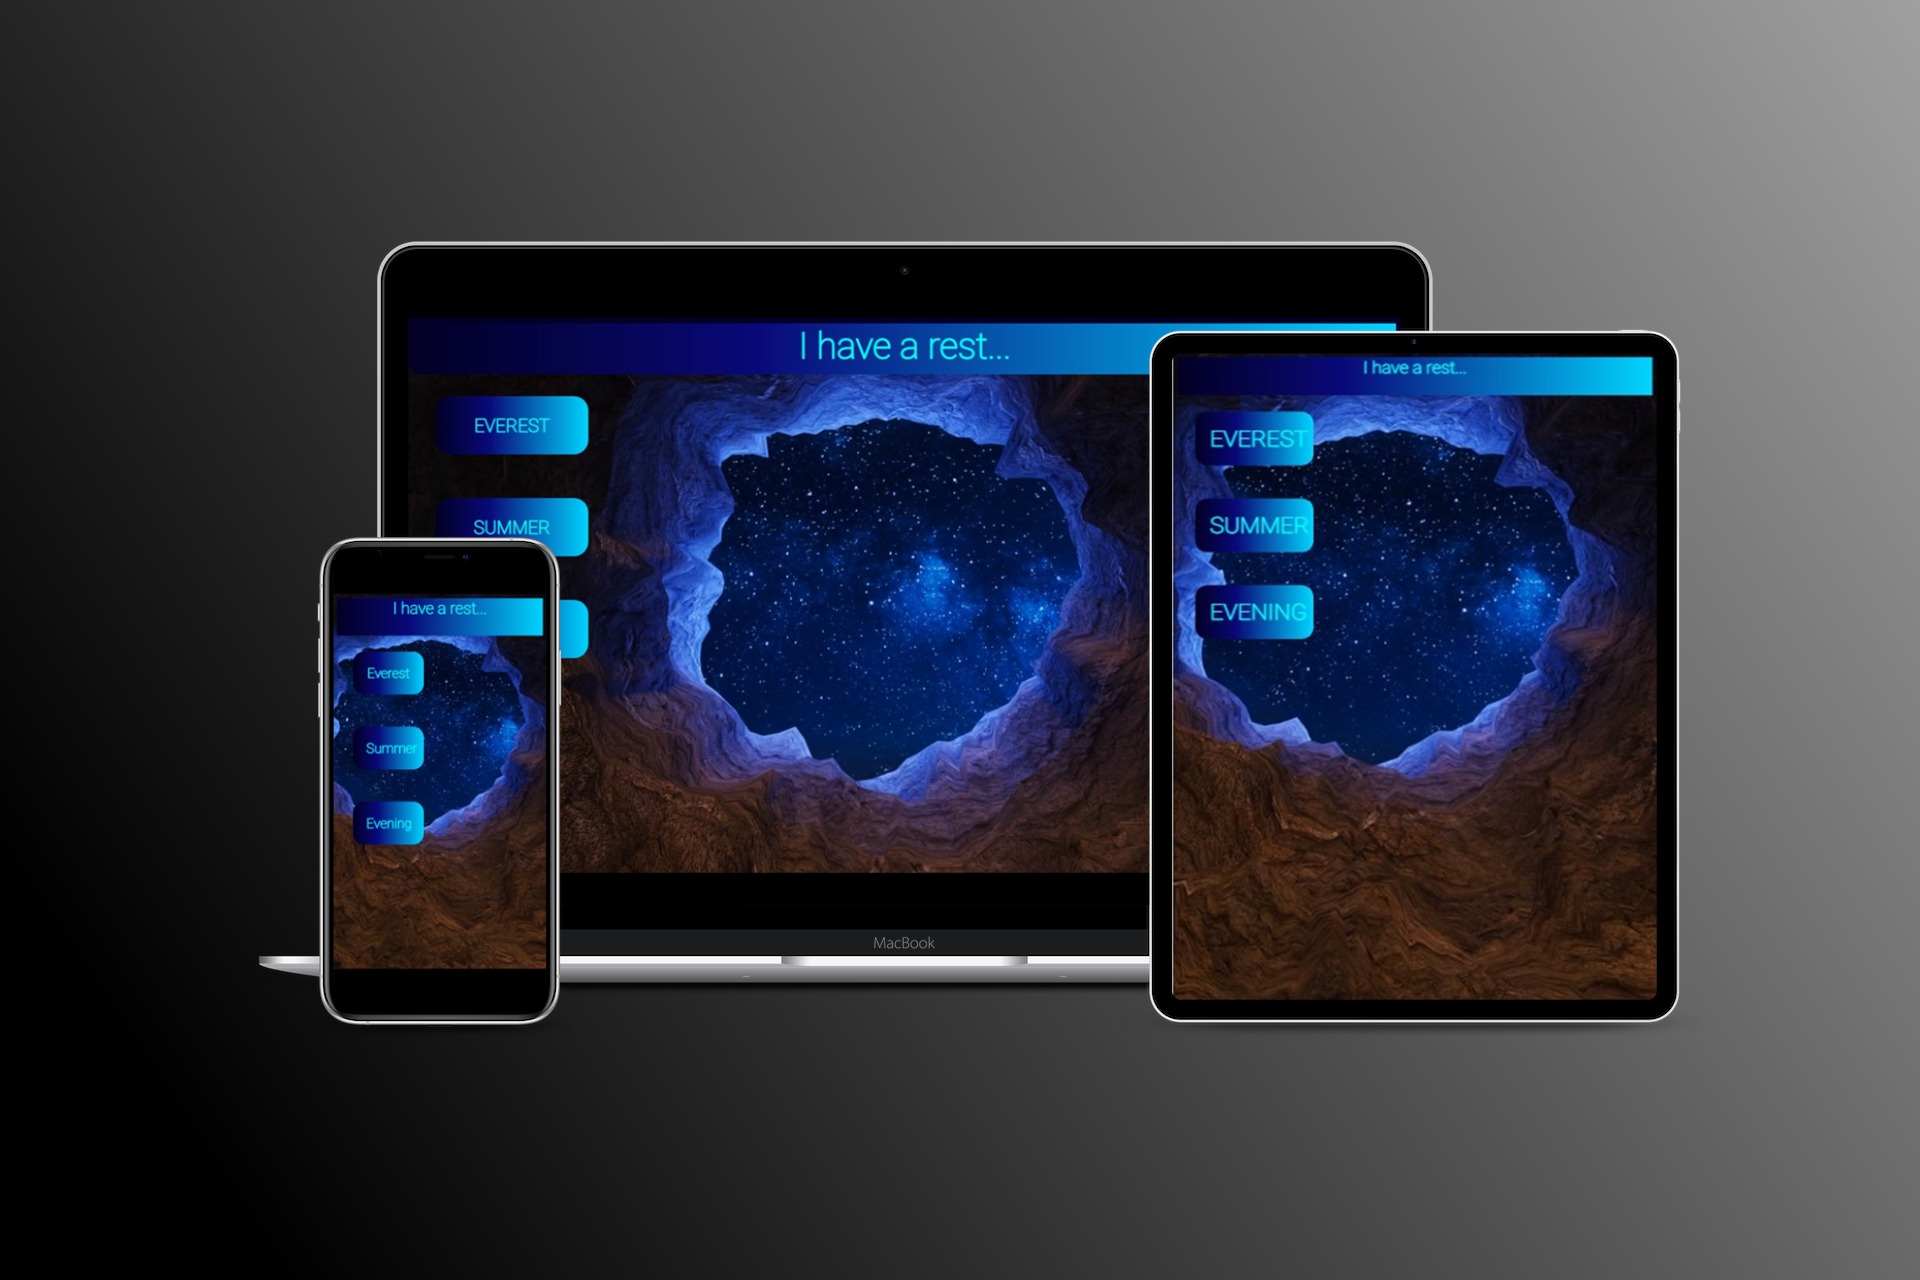 I have a rest...
EVEREST
SUMMER
MacBook
I have a rest...
Everest
Summer
Evening
I have a rest...
EVEREST
SUMMER
EVENING